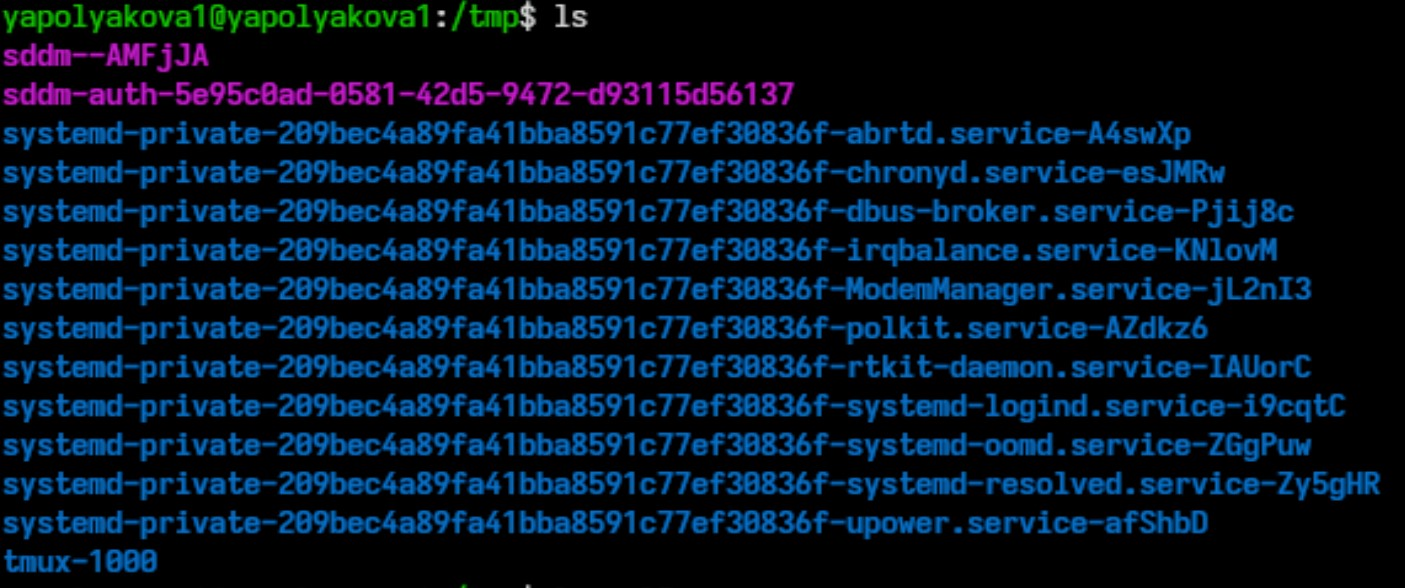 yapolyakova1@yapolyakova1:/tmp$ ls
sddm--AMFjJA
sddm-auth-5e95c0ad-0581-42d5-9472-d93115d56137
systemd-private-209bec4a89fa41bba8591c77ef30836f-abrtd.service-A4swXp
systemd-private-209bec4a89fa41bba8591c77ef30836f-chronyd.service-esJMRw
systemd-private-209bec4a89fa41bba8591c77ef30836f-dbus-broker.service-Pjij8c
systemd-private-209bec4a89fa41bba8591c77ef30836f-irqbalance.service-KNlovM
systemd-private-209bec4a89fa41bba8591c77ef30836f-ModemManager.service-jL2nI3
systemd-private-209bec4a89fa41bba8591c77ef30836f-polkit.service-AZdkz6
systemd-private-209bec4a89fa41bba8591c77ef30836f-rtkit-daemon.service-IAUorC
systemd-private-209bec4a89fa41bba8591c77ef30836f-systemd-logind.service-i9cqtC
systemd-private-209bec4a89fa41bba8591c77ef30836f-systemd-oomd.service-ZGgPuw
systemd-private-209bec4a89fa41bba8591c77ef30836f-systemd-resolved.service-Zy5gHR
systemd-private-209bec4a89fa41bba8591c77ef30836f-upower.service-afShbD
tmux-1000